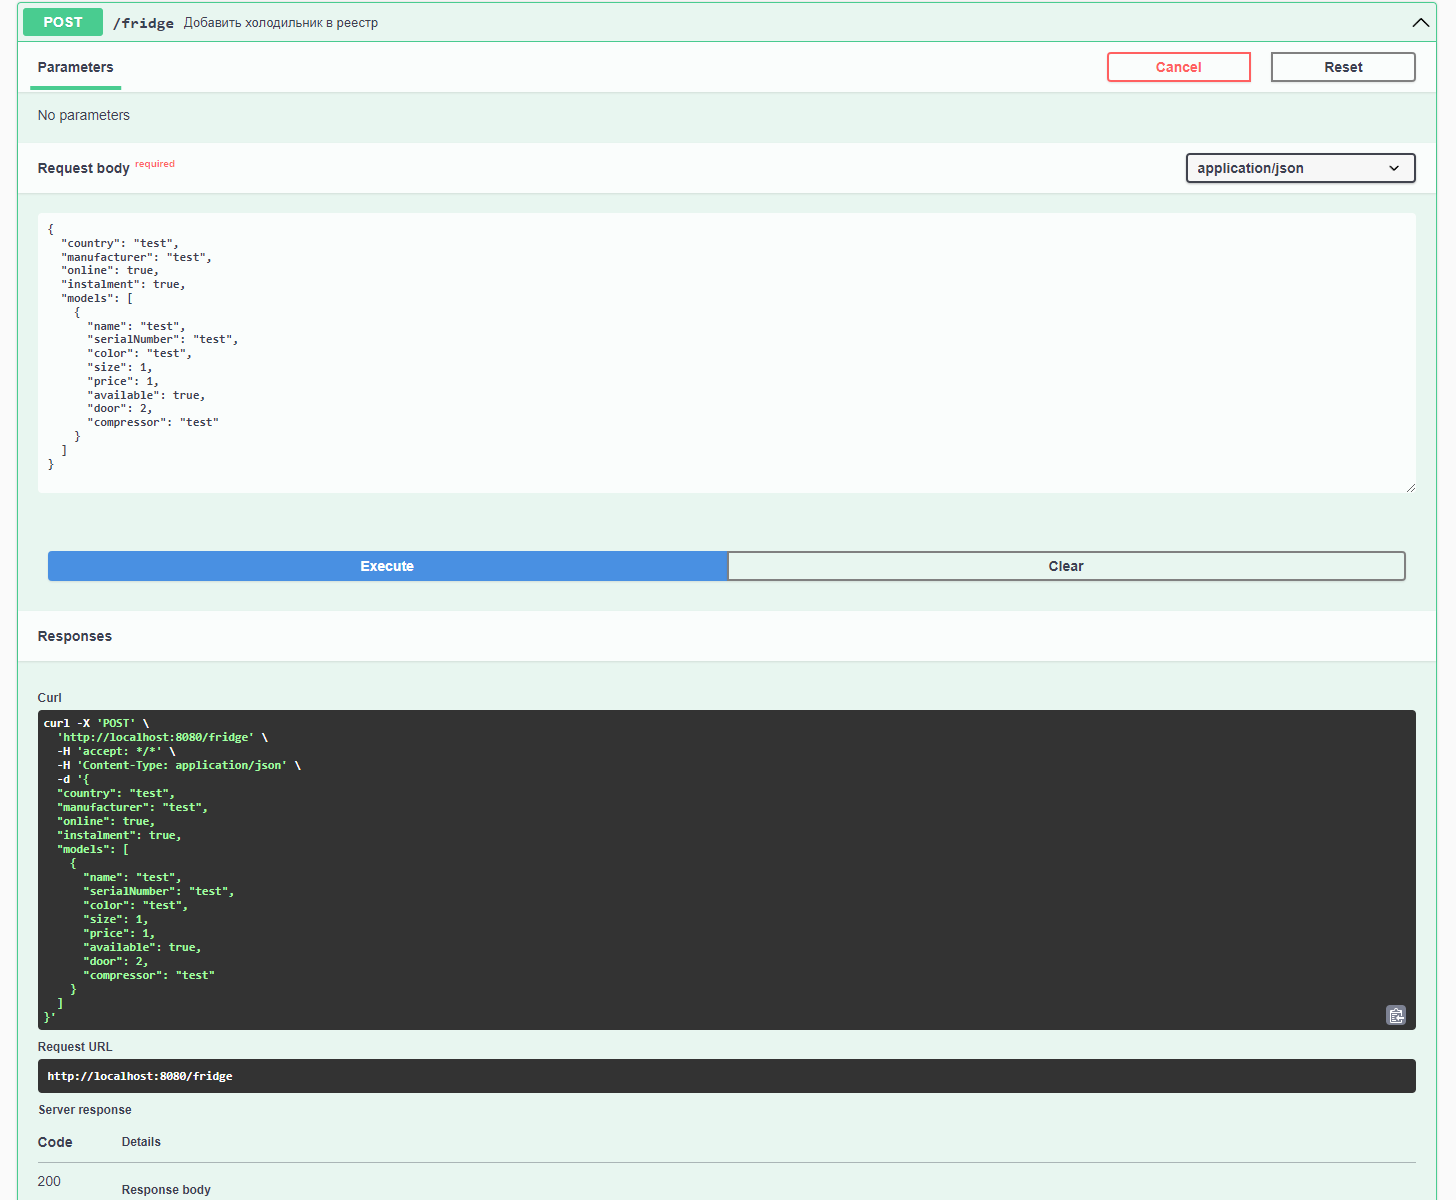 POST /fridge Добавить холодильник в реестр
Parameters
Cancel
Reset
No parameters
Request body required
application/json
{
  "country": "test",
  "manufacturer": "test",
  "online": true,
  "instalment": true,
  "models": [
    {
      "name": "test",
      "serialNumber": "test",
      "color": "test",
      "size": 1,
      "price": 1,
      "available": true,
      "door": 2,
      "compressor": "test"
    }
  ]
}
Execute
Clear
Responses
Curl
curl -X 'POST' \
  'http://localhost:8080/fridge' \
  -H 'accept: */*' \
  -H 'Content-Type: application/json' \
  -d '{
  "country": "test",
  "manufacturer": "test",
  "online": true,
  "instalment": true,
  "models": [
    {
      "name": "test",
      "serialNumber": "test",
      "color": "test",
      "size": 1,
      "price": 1,
      "available": true,
      "door": 2,
      "compressor": "test"
    }
  ]
}'
Request URL
http://localhost:8080/fridge
Server response
Code Details
200
Response body